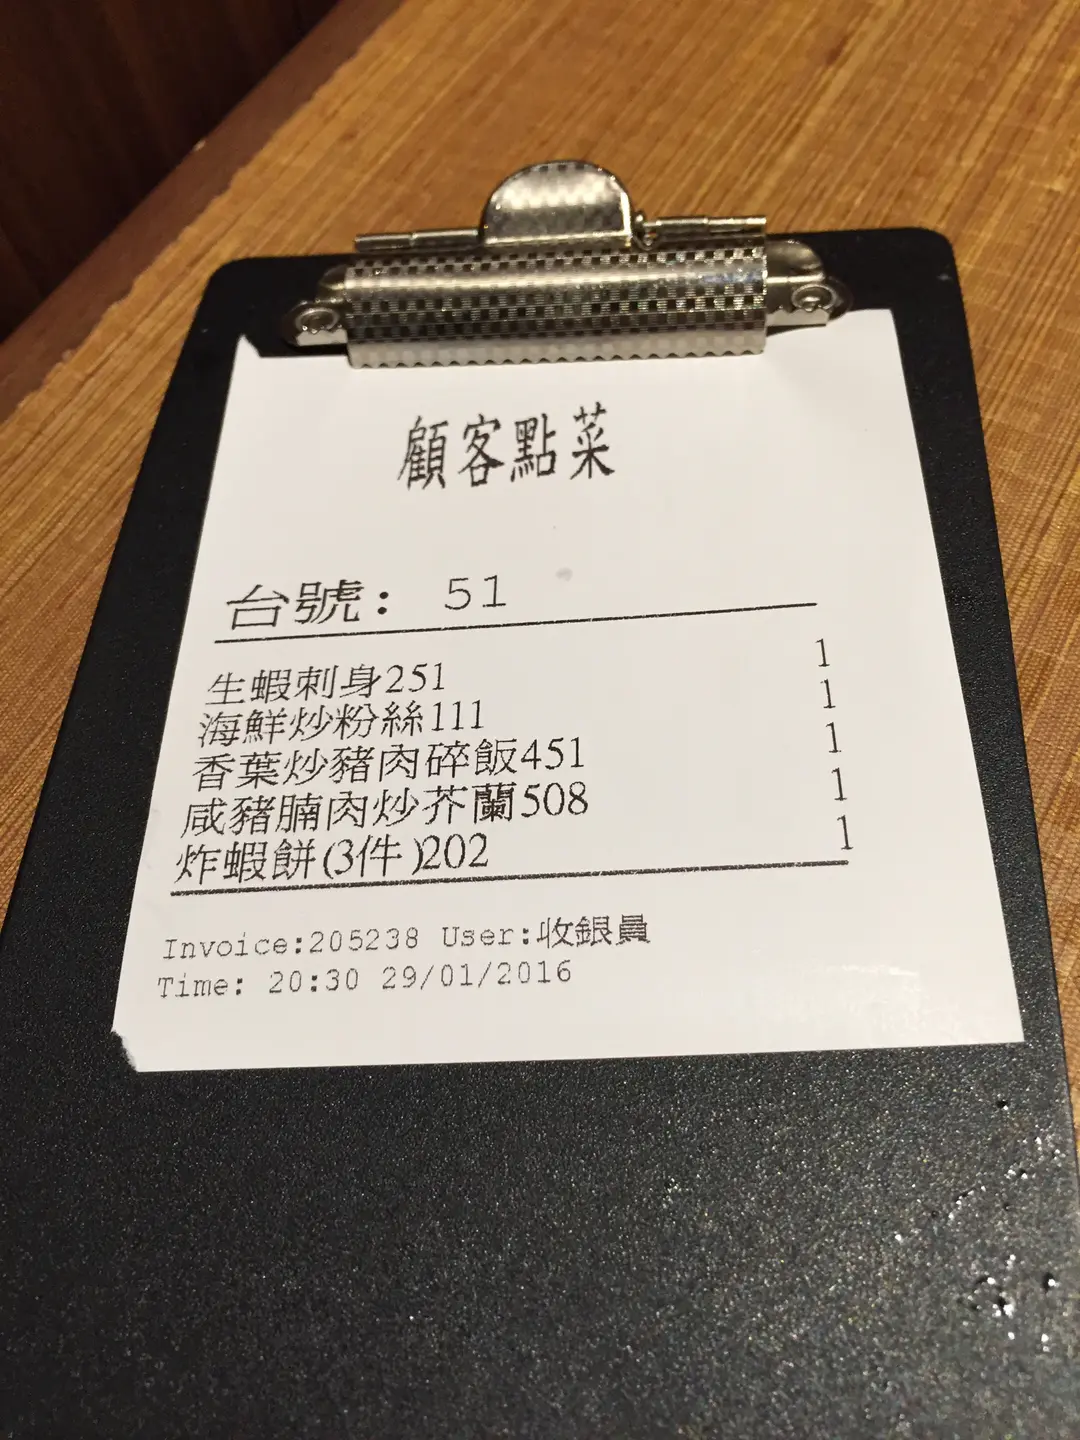 顧客點菜
台號: 51
生蝦刺身251 1
海鮮炒粉絲111 1
香葉炒豬肉碎飯451 1
咸豬腩肉炒芥蘭508 1
炸蝦餅(3件)202 1
Invoice:205238 User:收銀員
Time: 20:30 29/01/2016